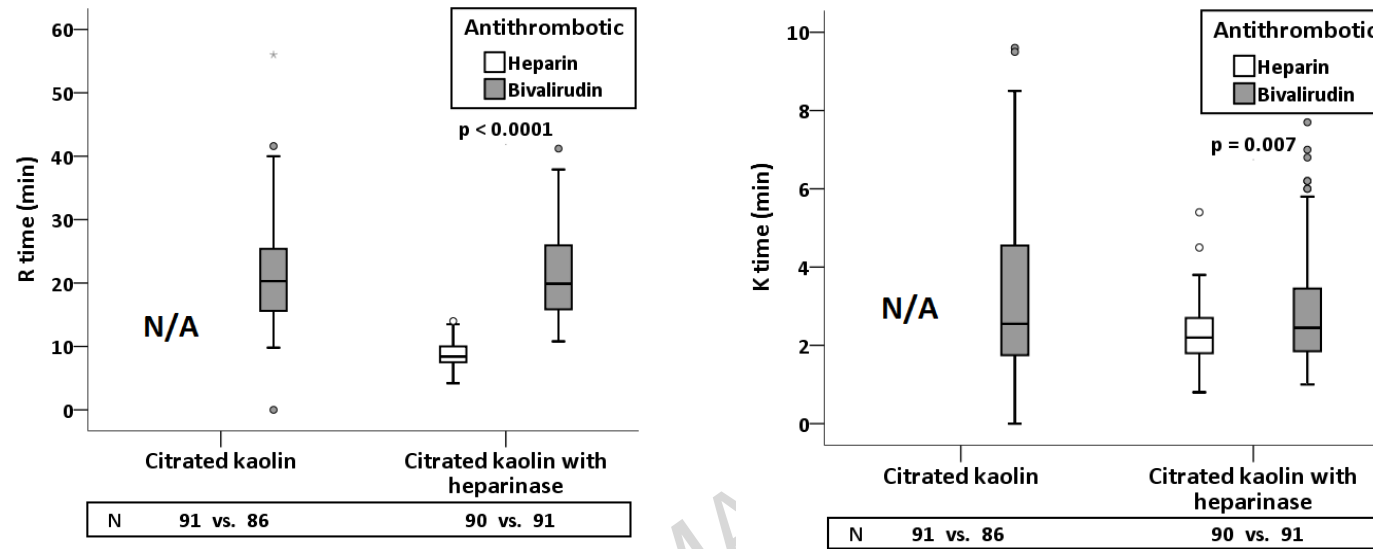 Antithrombotic
Heparin
Bivalirudin
p < 0.0001
R time (min)
60
50
40
30
20
10
0
*
N/A
Citrated kaolin
Citrated kaolin with
heparinase
N 91 vs. 86 90 vs. 91
Antithrombotic
Heparin
Bivalirudin
p = 0.007
K time (min)
10
8
6
4
2
0
N/A
Citrated kaolin
Citrated kaolin with
heparinase
N 91 vs. 86 90 vs. 91
MA